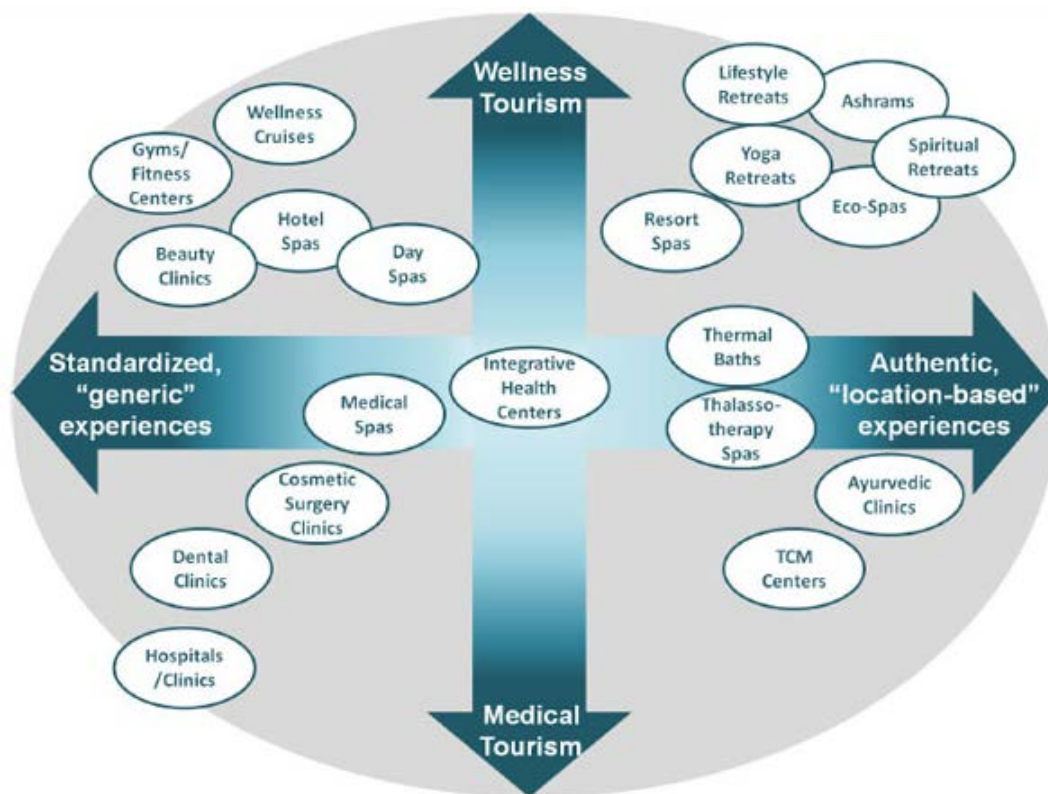 Wellness
Tourism
Lifestyle
Retreats
Ashrams
Wellness
Cruises
Gyms/
Fitness
Centers
Yoga
Retreats
Spiritual
Retreats
Hotel
Spas
Resort
Spas
Eco-Spas
Beauty
Clinics
Day
Spas
Standardized,
"generic"
experiences
Integrative
Health
Centers
Thermal
Baths
Authentic,
"location-based"
experiences
Medical
Spas
Thalasso-
therapy
Spas
Cosmetic
Surgery
Clinics
Ayurvedic
Clinics
Dental
Clinics
TCM
Centers
Hospitals
/Clinics
Medical
Tourism